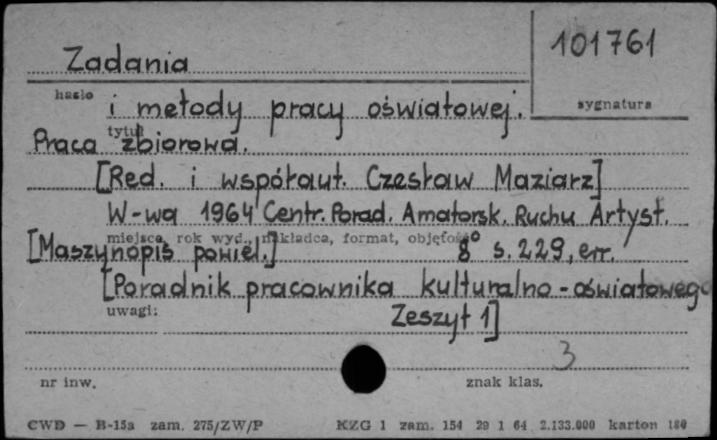 Zadania
101761
hasło
i metody pracy oświatowej.
sygnatura
tytuł
Praca zbiorowa.
[Red. i współaut. Czesław Maziarz]
W-wa 1964 Centr. Porad. Amatorsk. Ruchu Artyst.
miejsce, rok wyd., nakładca, format, objętość
[Maszynopis powiel.] 8° s. 229, err.
[Poradnik pracownika kulturalno-oświatowego
uwagi:
Zeszyt 1]
3
nr inw.
znak klas.
CWD — B-15a zam. 275/ZW/P KZG 1 zam. 154 29 1 64 2.133.000 karton 180